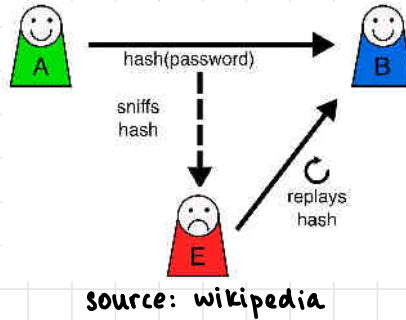 A
B
hash(password)
sniffs
hash
replays
hash
E
source: wikipedia